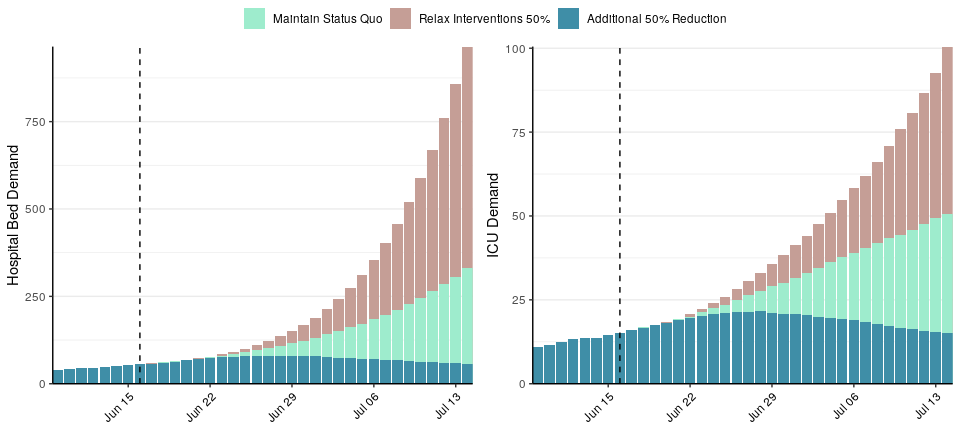 Maintain Status Quo Relax Interventions 50% Additional 50% Reduction
Hospital Bed Demand
750
500
250
0
Jun 15 Jun 22 Jun 29 Jul 06 Jul 13
ICU Demand
100
75
50
25
0
Jun 15 Jun 22 Jun 29 Jul 06 Jul 13